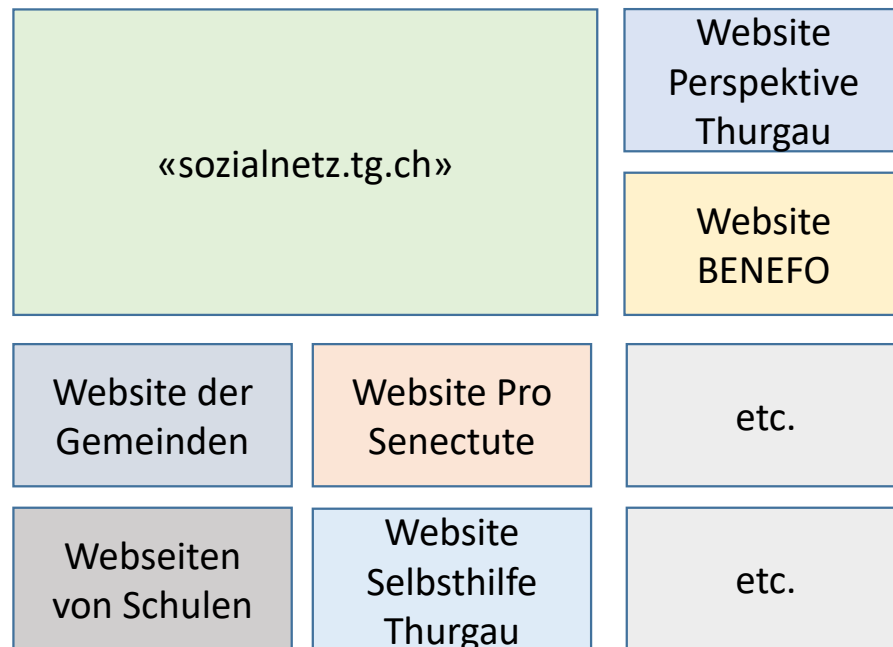 «sozialnetz.tg.ch»
Website
Perspektive
Thurgau
Website
BENEFO
Website der
Gemeinden
Website Pro
Senectute
etc.
Webseiten
von Schulen
Website
Selbsthilfe
Thurgau
etc.